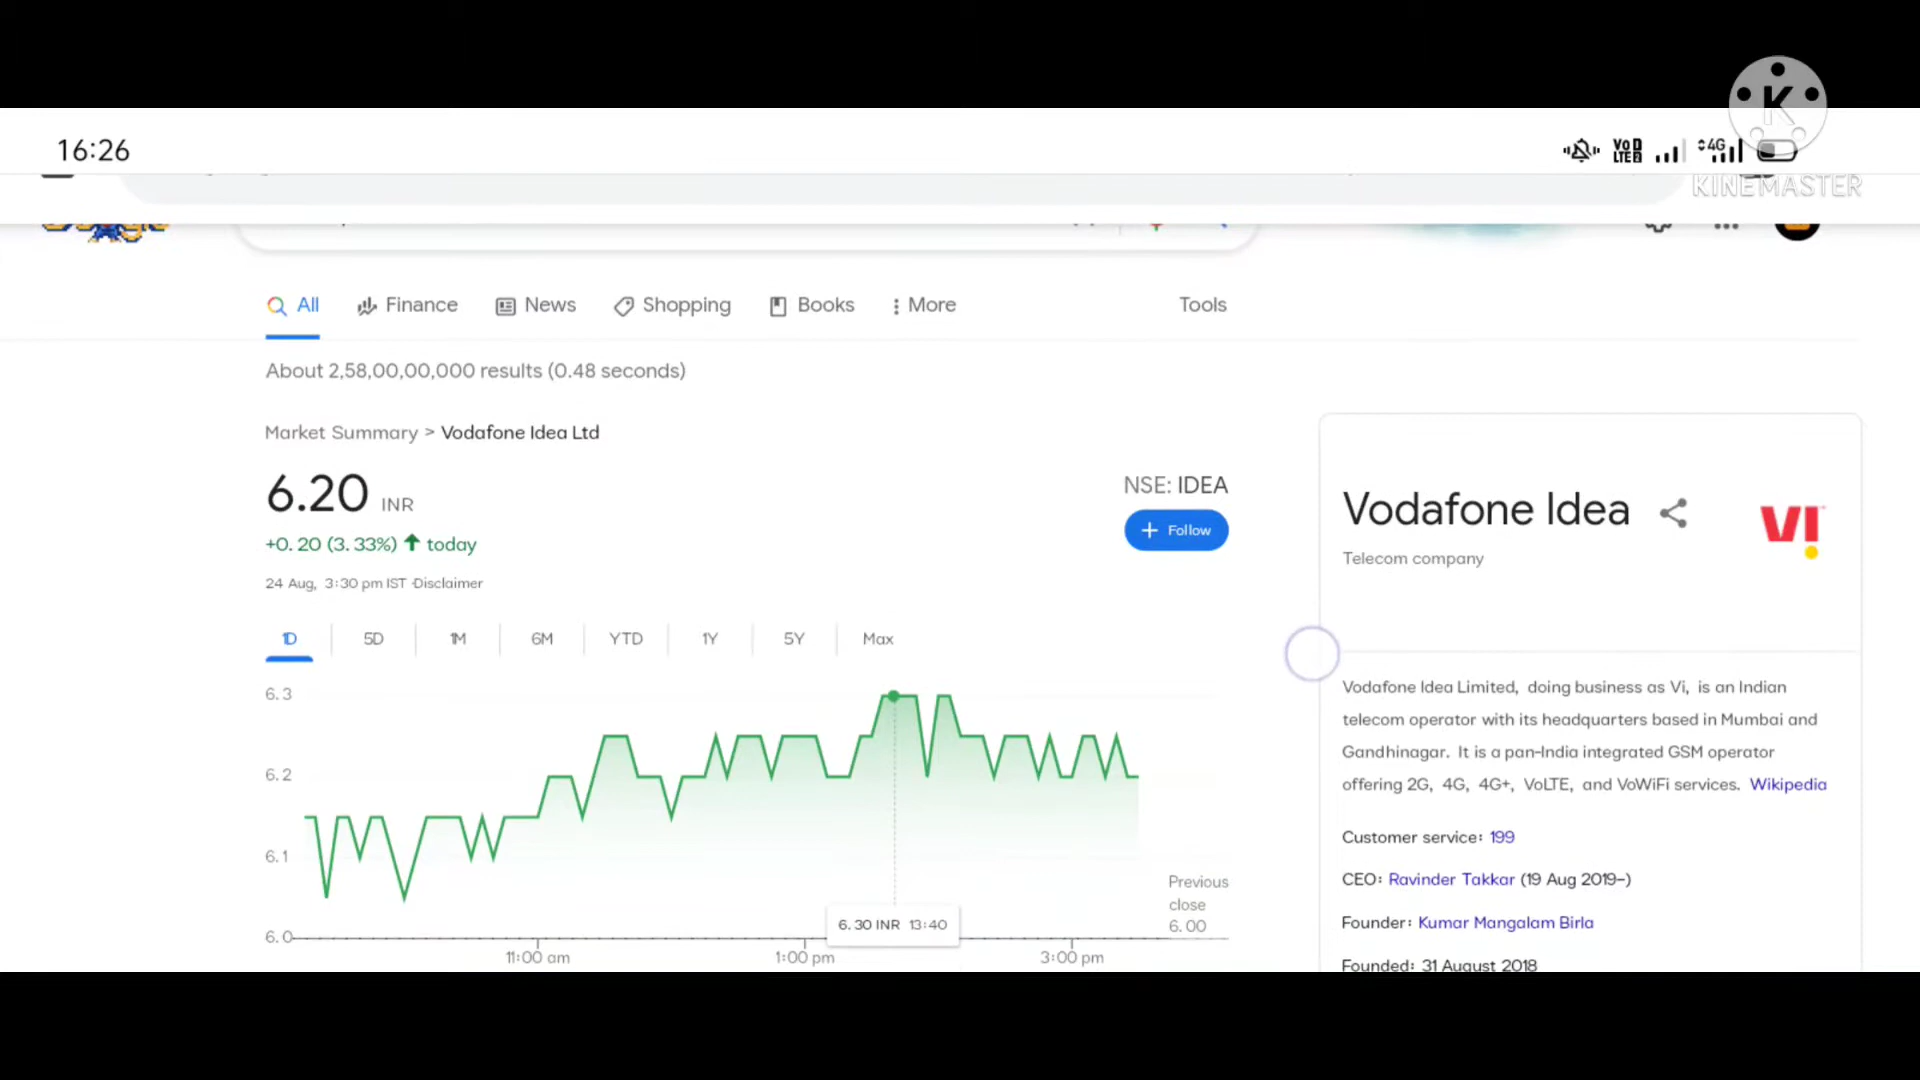 16:26
VoD LTE2 4G
K
KINEMASTER
All Finance News Shopping Books More Tools
About 2,58,00,00,000 results (0.48 seconds)
Market Summary > Vodafone Idea Ltd
6.20 INR
+0. 20 (3. 33%) today
24 Aug, 3:30 pm IST ·Disclaimer
NSE: IDEA
+ Follow
1D 5D 1M 6M YTD 1Y 5Y Max
6. 3
6. 2
6. 1
6. 0
6. 30 INR 13:40
Previous
close
6. 00
11:00 am 1:00 pm 3:00 pm
Vodafone Idea
VI
Telecom company
Vodafone Idea Limited, doing business as Vi, is an Indian
telecom operator with its headquarters based in Mumbai and
Gandhinagar. It is a pan-India integrated GSM operator
offering 2G, 4G, 4G+, VoLTE, and VoWiFi services. Wikipedia
Customer service: 199
CEO: Ravinder Takkar (19 Aug 2019–)
Founder: Kumar Mangalam Birla
Founded: 31 August 2018